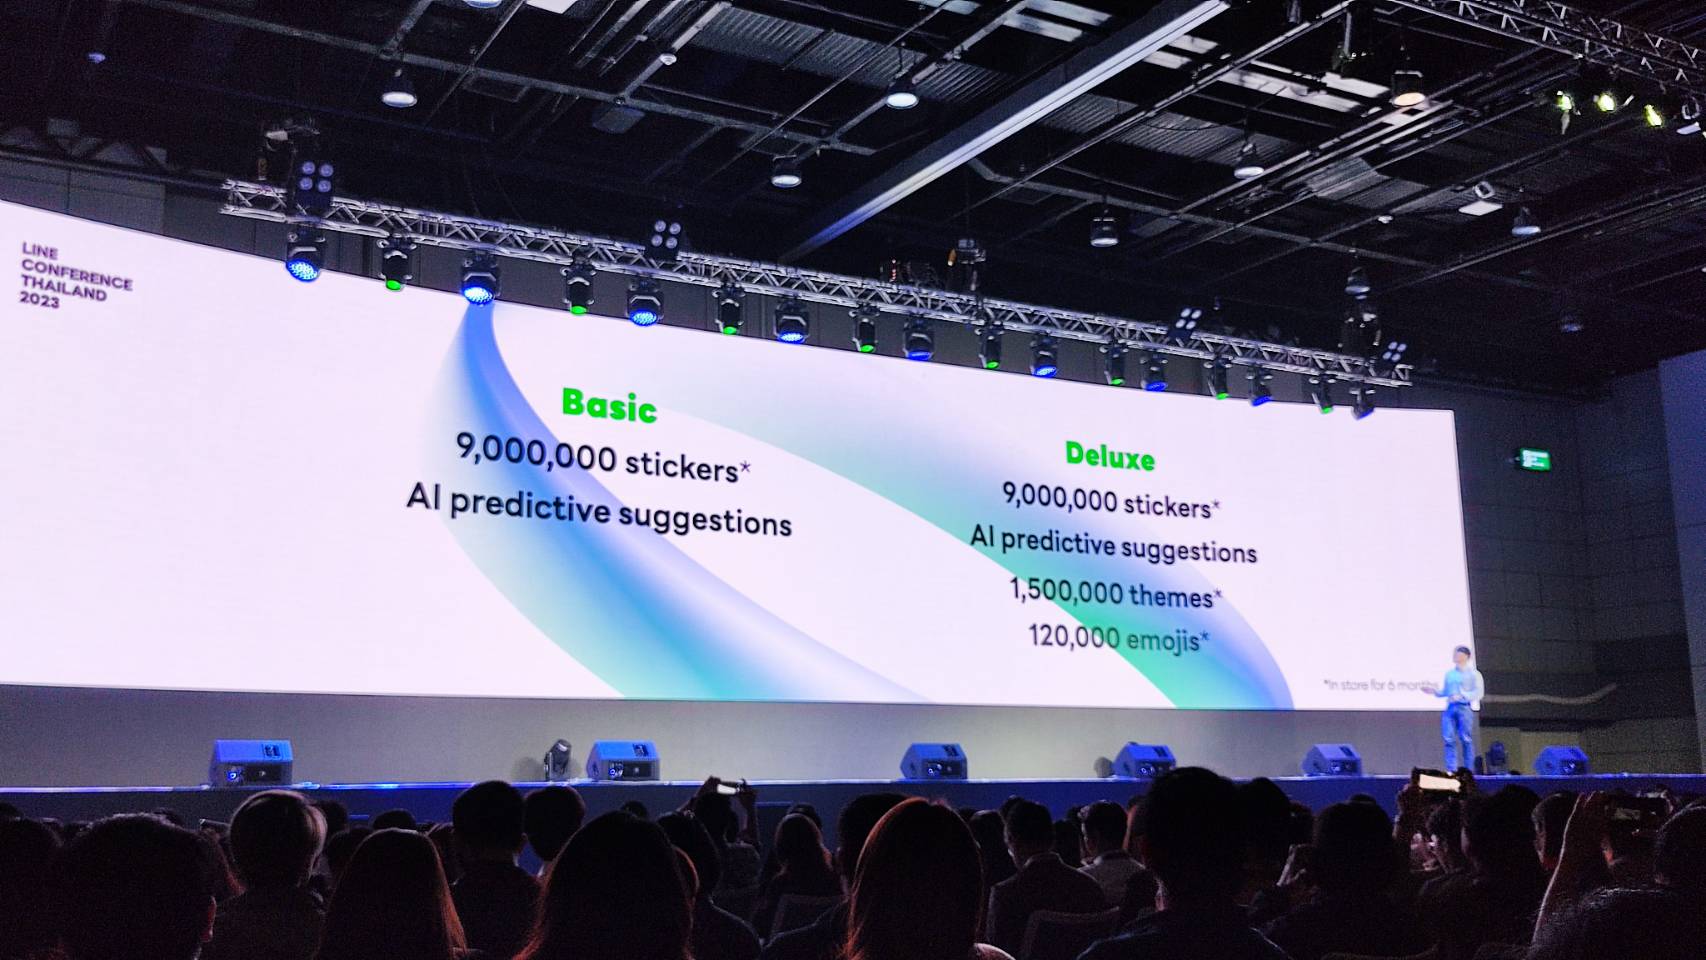 LINE
CONFERENCE
THAILAND
2023
Basic
9,000,000 stickers*
AI predictive suggestions
Deluxe
9,000,000 stickers*
AI predictive suggestions
1,500,000 themes*
120,000 emojis*
*In store for 6 months